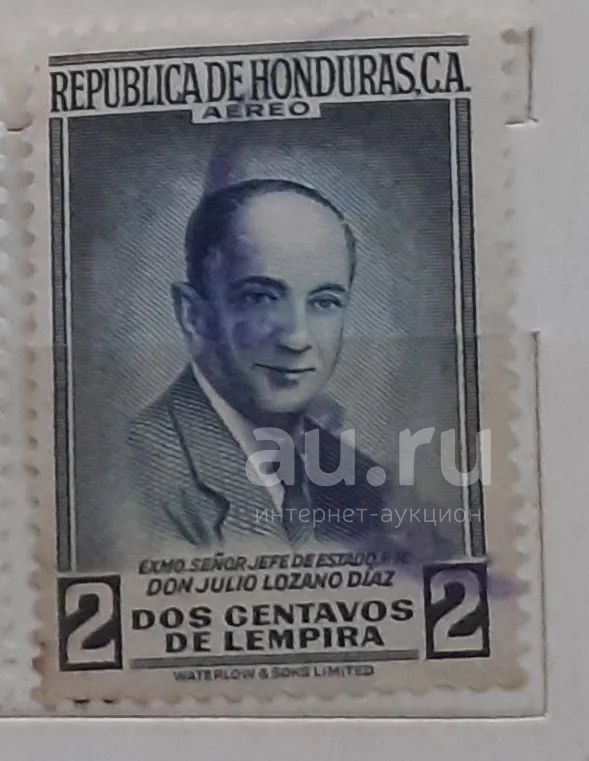 REPUBLICA DE HONDURAS, C.A.
AEREO
au.ru
интернет-аукцион
EXMO. SEÑOR JEFE DE ESTADO,
DON JULIO LOZANO DÍAZ
2 DOS CENTAVOS 2
DE LEMPIRA
WATERLOW & SONS LIMITED